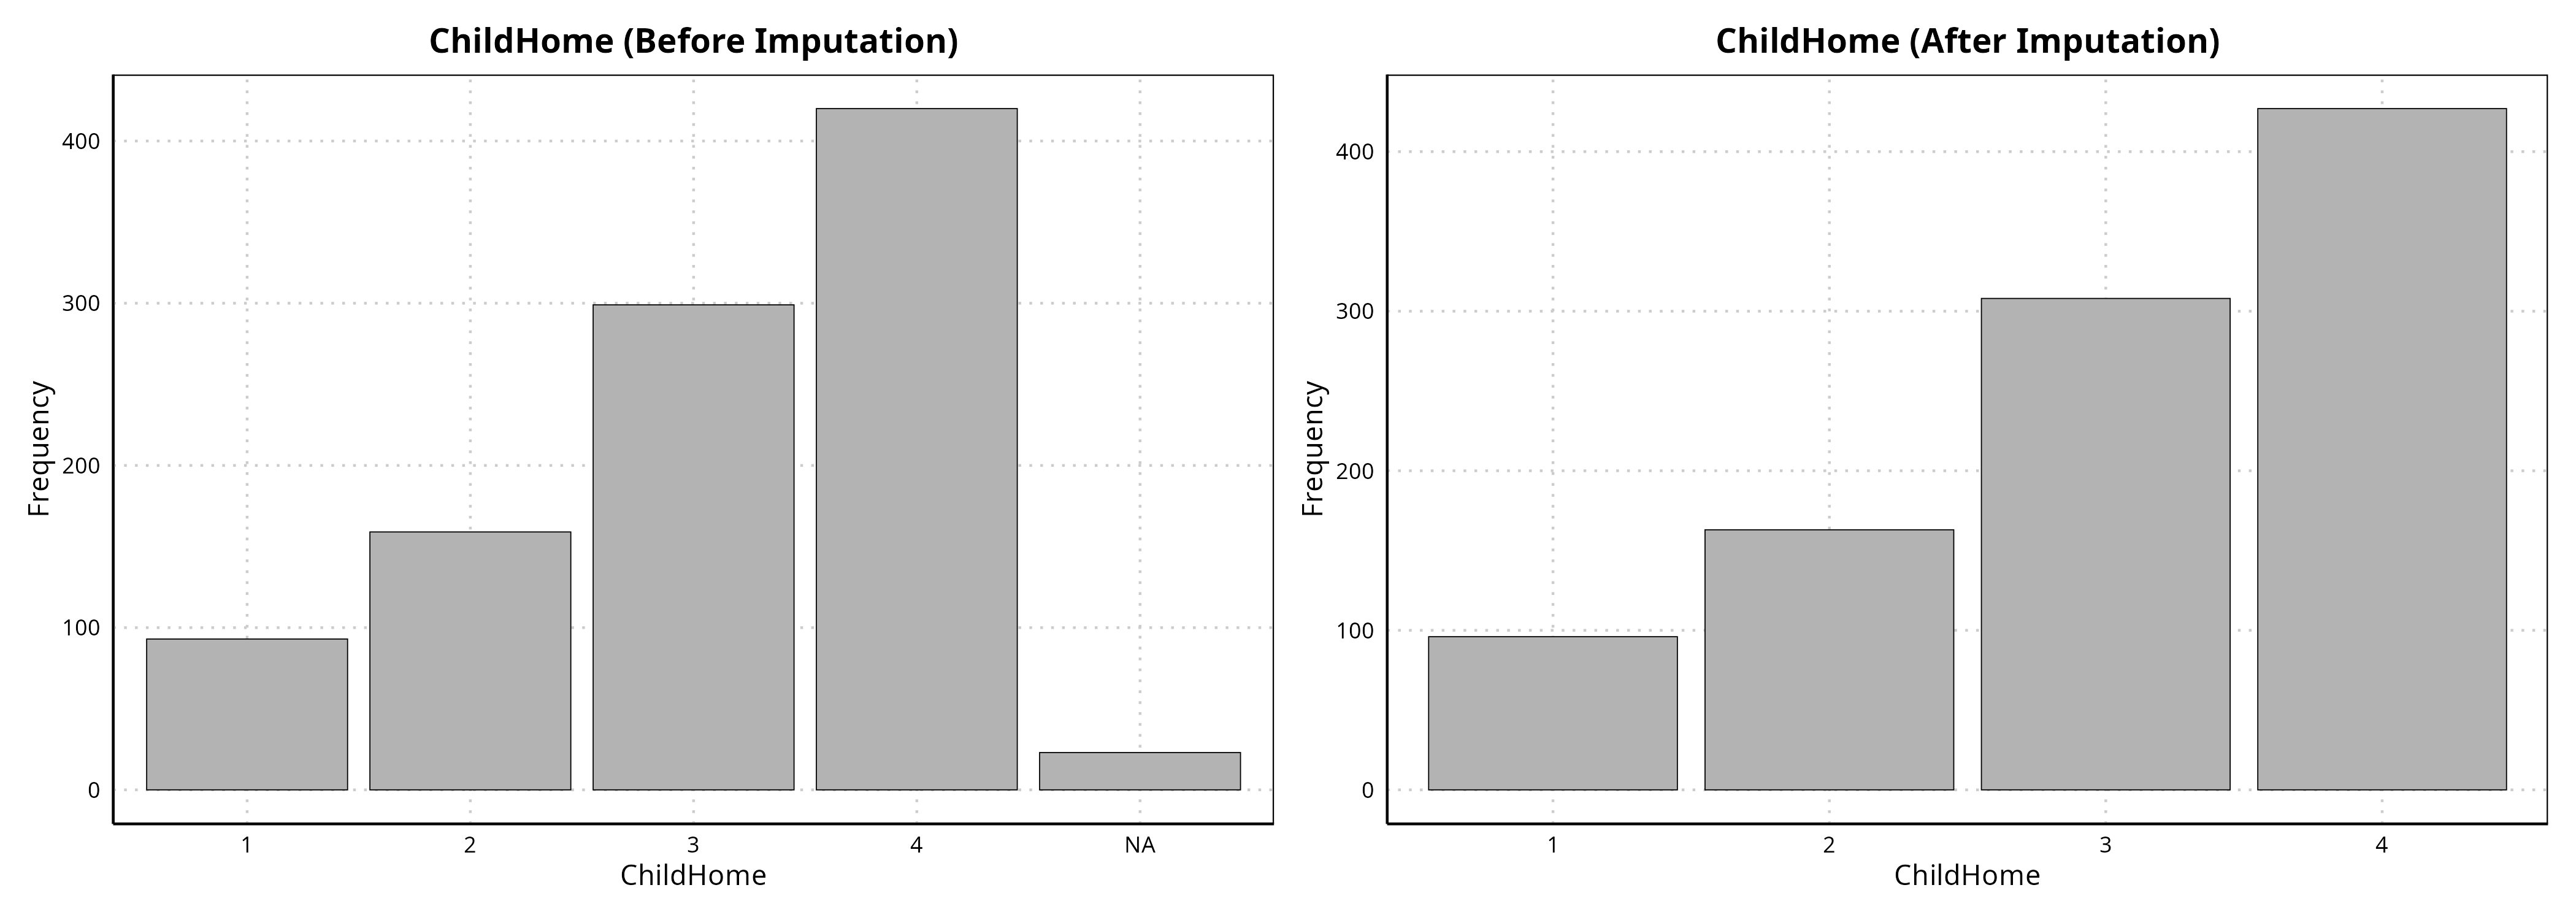 ChildHome (Before Imputation)
Frequency
400
300
200
100
0
1 2 3 4 NA
ChildHome
ChildHome (After Imputation)
Frequency
400
300
200
100
0
1 2 3 4
ChildHome